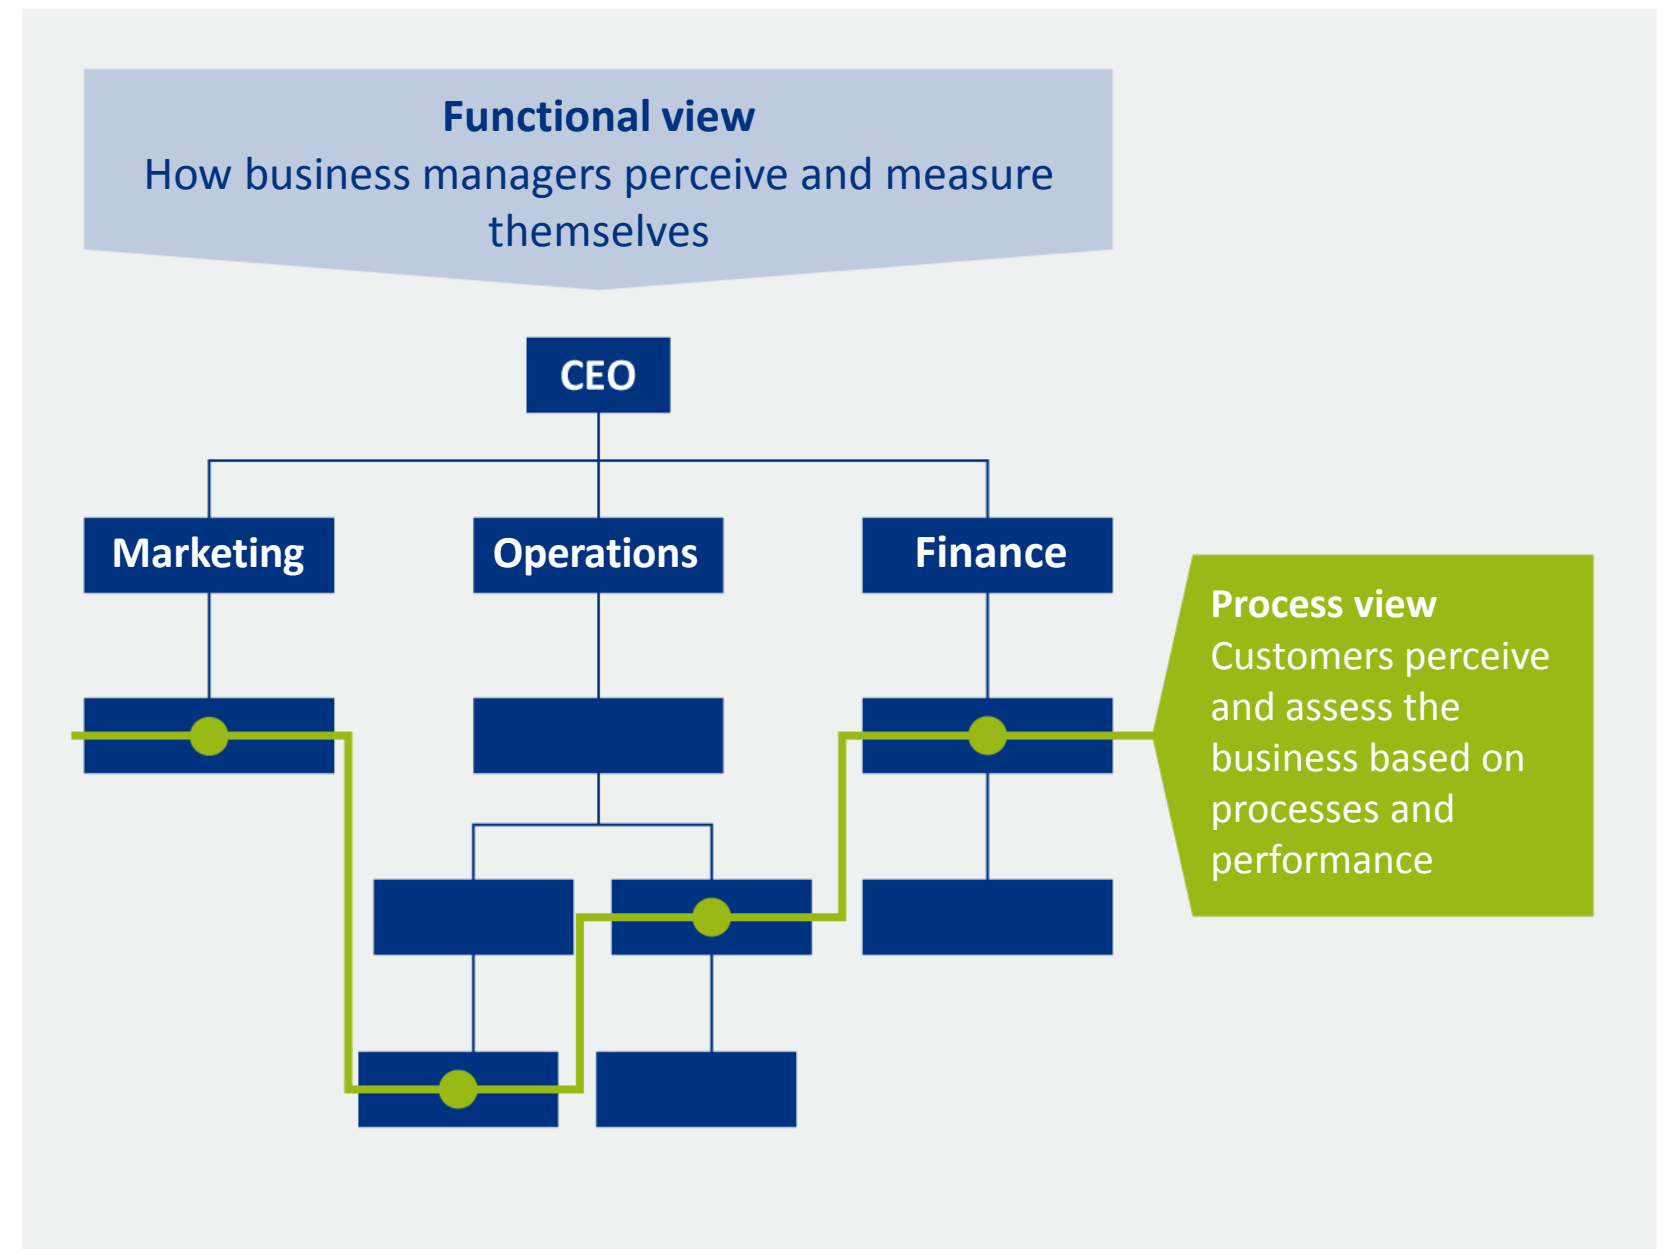 Functional view
How business managers perceive and measure
themselves
CEO
Marketing
Operations
Finance
Process view
Customers perceive
and assess the
business based on
processes and
performance